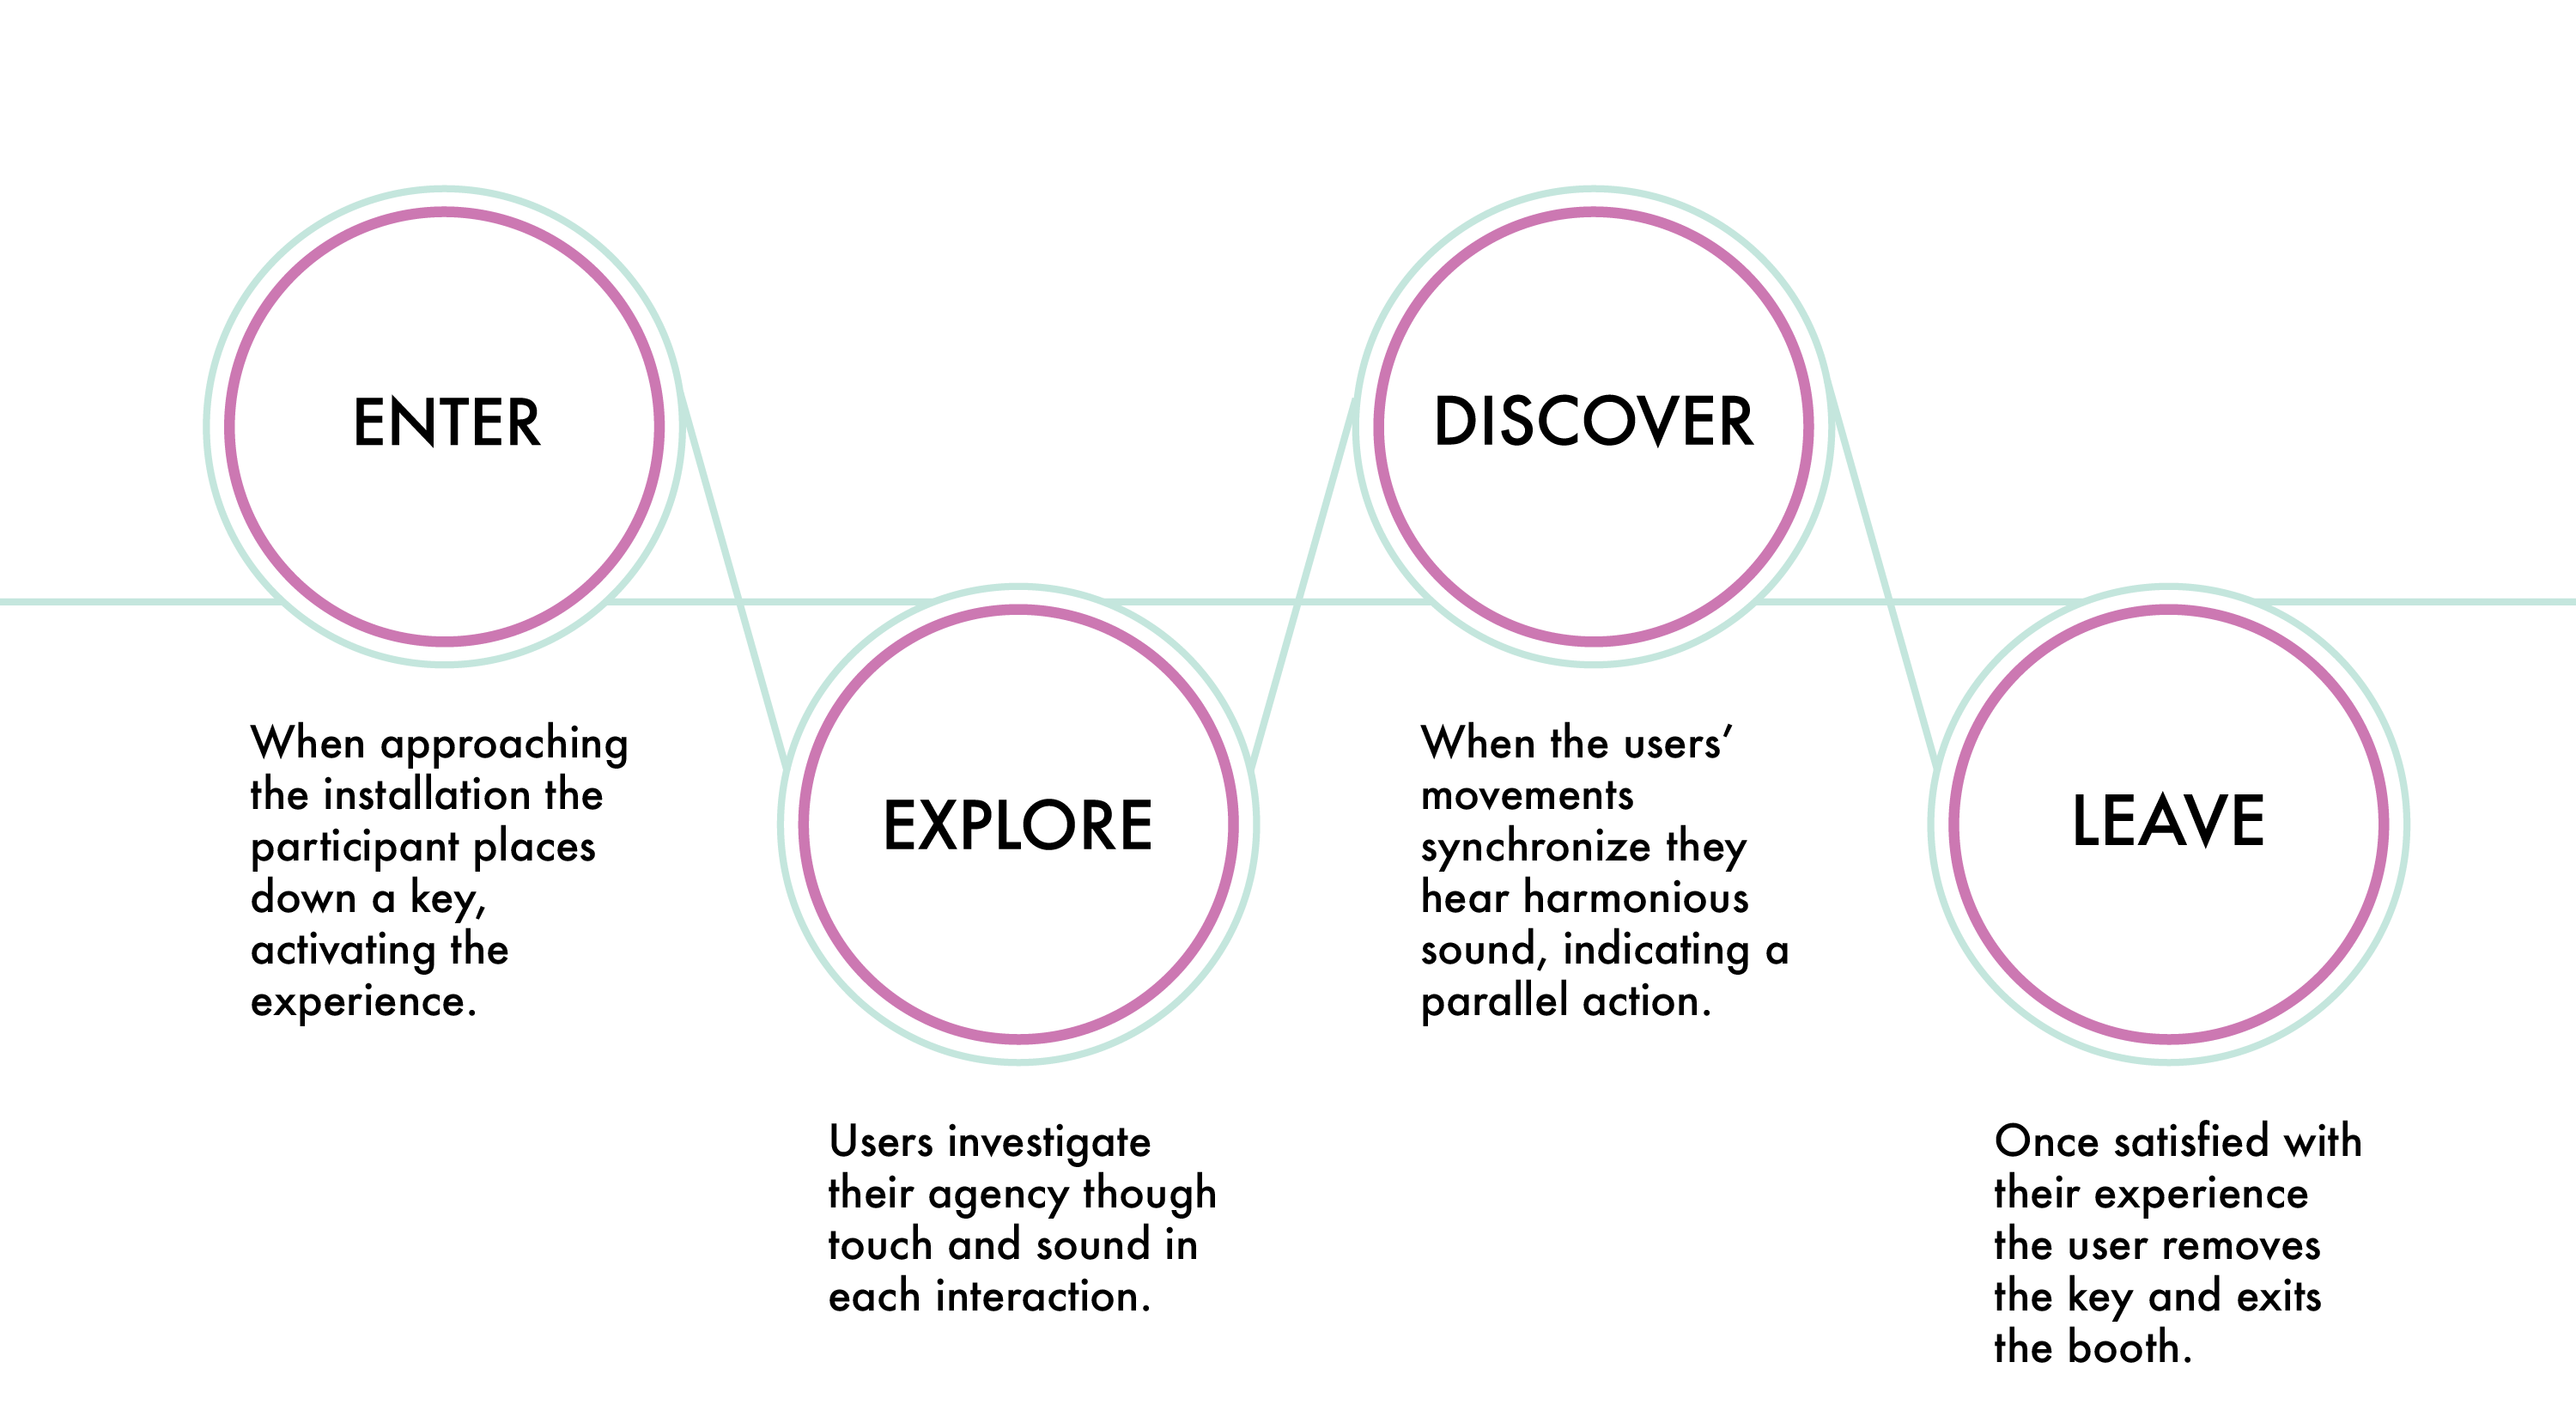 ENTER
When approaching
the installation the
participant places
down a key,
activating the
experience.
EXPLORE
Users investigate
their agency though
touch and sound in
each interaction.
DISCOVER
When the users’
movements
synchronize they
hear harmonious
sound, indicating a
parallel action.
LEAVE
Once satisfied with
their experience
the user removes
the key and exits
the booth.